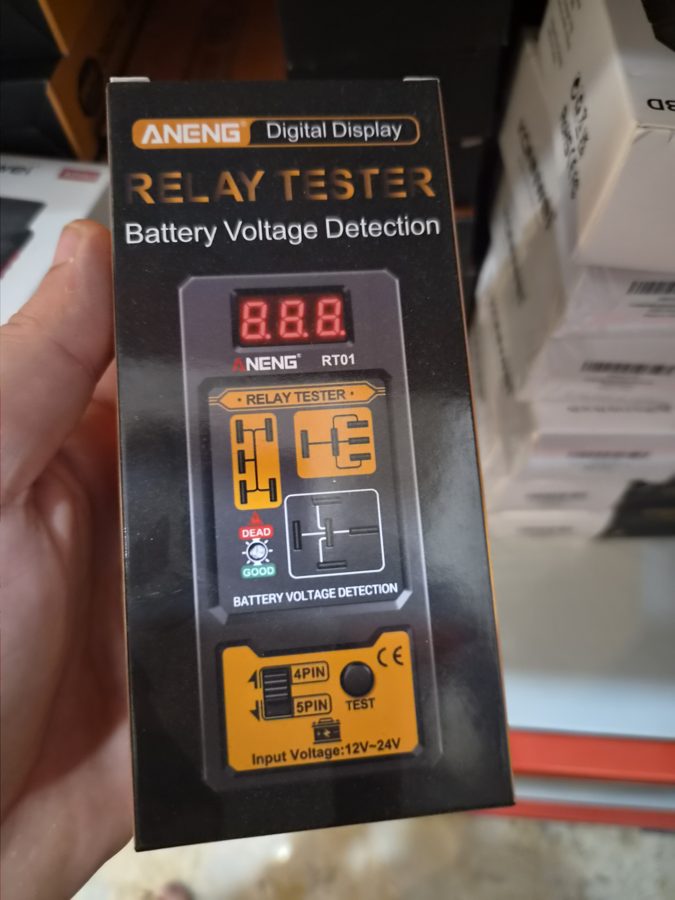 ANENG® Digital Display
RELAY TESTER
Battery Voltage Detection
8.8.8.
ANENG® RT01
• RELAY TESTER •
DEAD
GOOD
BATTERY VOLTAGE DETECTION
CE
4PIN
5PIN
TEST
Input Voltage:12V~24V